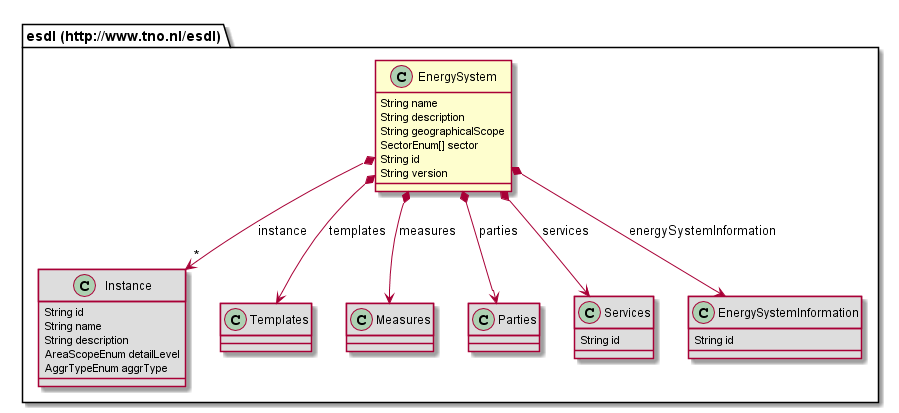 esdl (http://www.tno.nl/esdl)
C EnergySystem
String name
String description
String geographicalScope
SectorEnum[] sector
String id
String version
instance
templates
measures
parties
services
energySystemInformation
*
C Instance
String id
String name
String description
AreaScopeEnum detailLevel
AggrTypeEnum aggrType
C Templates
C Measures
C Parties
C Services
String id
C EnergySystemInformation
String id